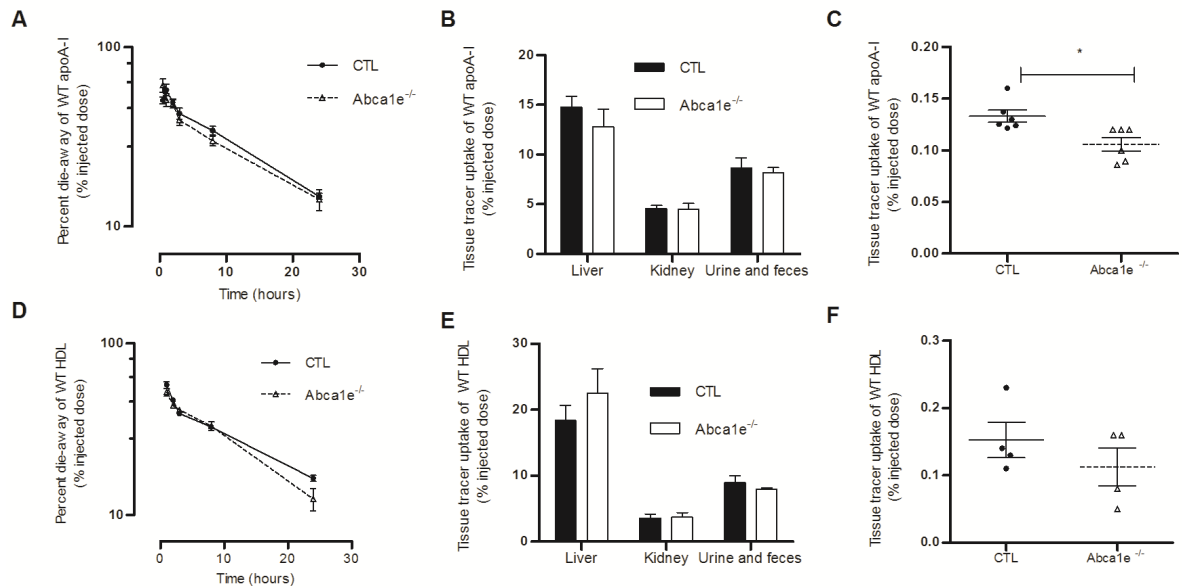 A
Percent die-aw ay of WT apoA-I
(% injected dose)
100
10
0
10
20
30
Time (hours)
CTL
Abca1e-/-
B
Tissue tracer uptake of WT apoA-I
(% injected dose)
20
15
10
5
0
Liver
Kidney
Urine and feces
CTL
Abca1e-/-
C
Tissue tracer uptake of WT apoA-I
(% injected dose)
0.20
0.15
0.10
0.05
0.00
*
CTL
Abca1e -/-
D
Percent die-aw ay of WT HDL
(% injected dose)
100
10
0
10
20
30
Time (hours)
CTL
Abca1e-/-
E
Tissue tracer uptake of WT HDL
(% injected dose)
30
20
10
0
Liver
Kidney
Urine and feces
CTL
Abca1e-/-
F
Tissue tracer uptake of WT HDL
(% injected dose)
0.3
0.2
0.1
0.0
CTL
Abca1e -/-